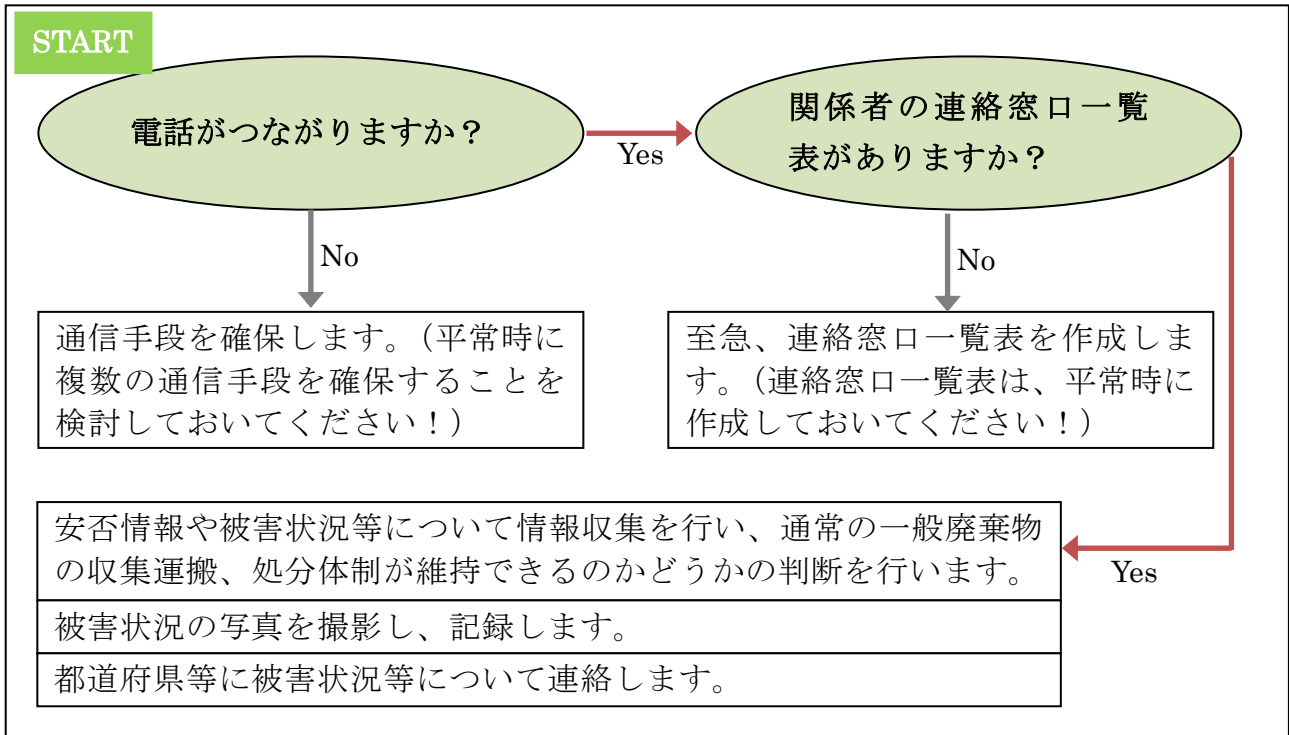 START
電話がつながりますか?
Yes
関係者の連絡窓口一覧
表がありますか?
No
No
通信手段を確保します。(平常時に
複数の通信手段を確保することを
検討しておいてください!)
至急、連絡窓口一覧表を作成しま
す。(連絡窓口一覧表は、平常時に
作成しておいてください!)
安否情報や被害状況等について情報収集を行い、通常の一般廃棄物
の収集運搬、処分体制が維持できるのかどうかの判断を行います。
Yes
被害状況の写真を撮影し、記録します。
都道府県等に被害状況等について連絡します。